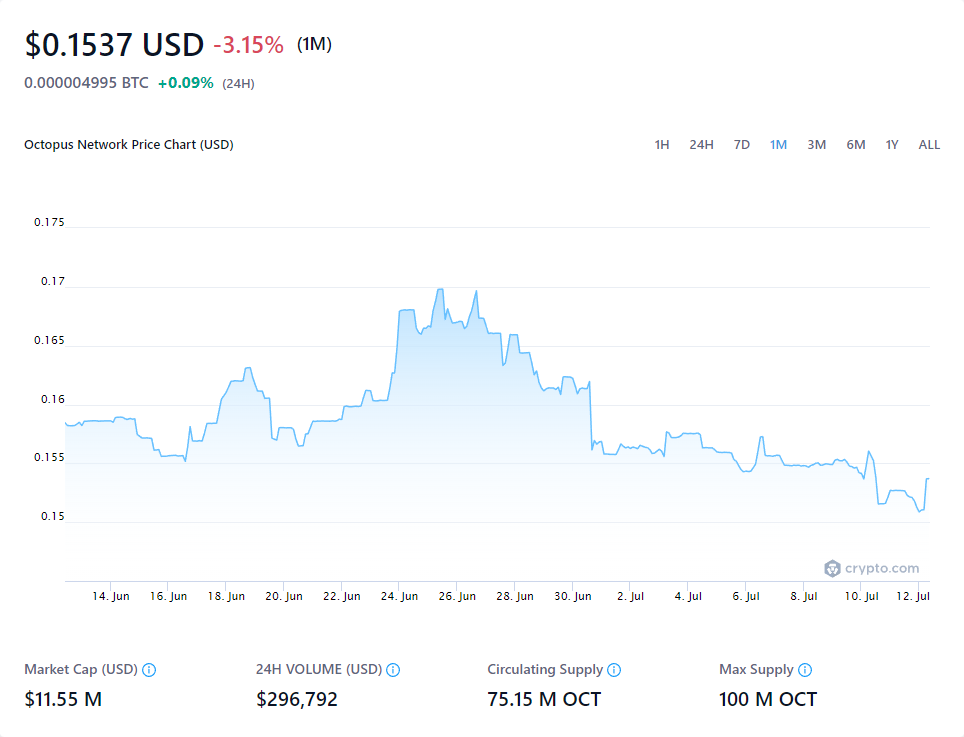 $0.1537 USD -3.15% (1M)
0.000004995 BTC +0.09% (24H)
Octopus Network Price Chart (USD) 1H 24H 7D 1M 3M 6M 1Y ALL
0.175
0.17
0.165
0.16
0.155
0.15
crypto.com
14. Jun 16. Jun 18. Jun 20. Jun 22. Jun 24. Jun 26. Jun 28. Jun 30. Jun 2. Jul 4. Jul 6. Jul 8. Jul 10. Jul 12. Jul
Market Cap (USD) 24H VOLUME (USD) Circulating Supply Max Supply
$11.55 M $296,792 75.15 M OCT 100 M OCT